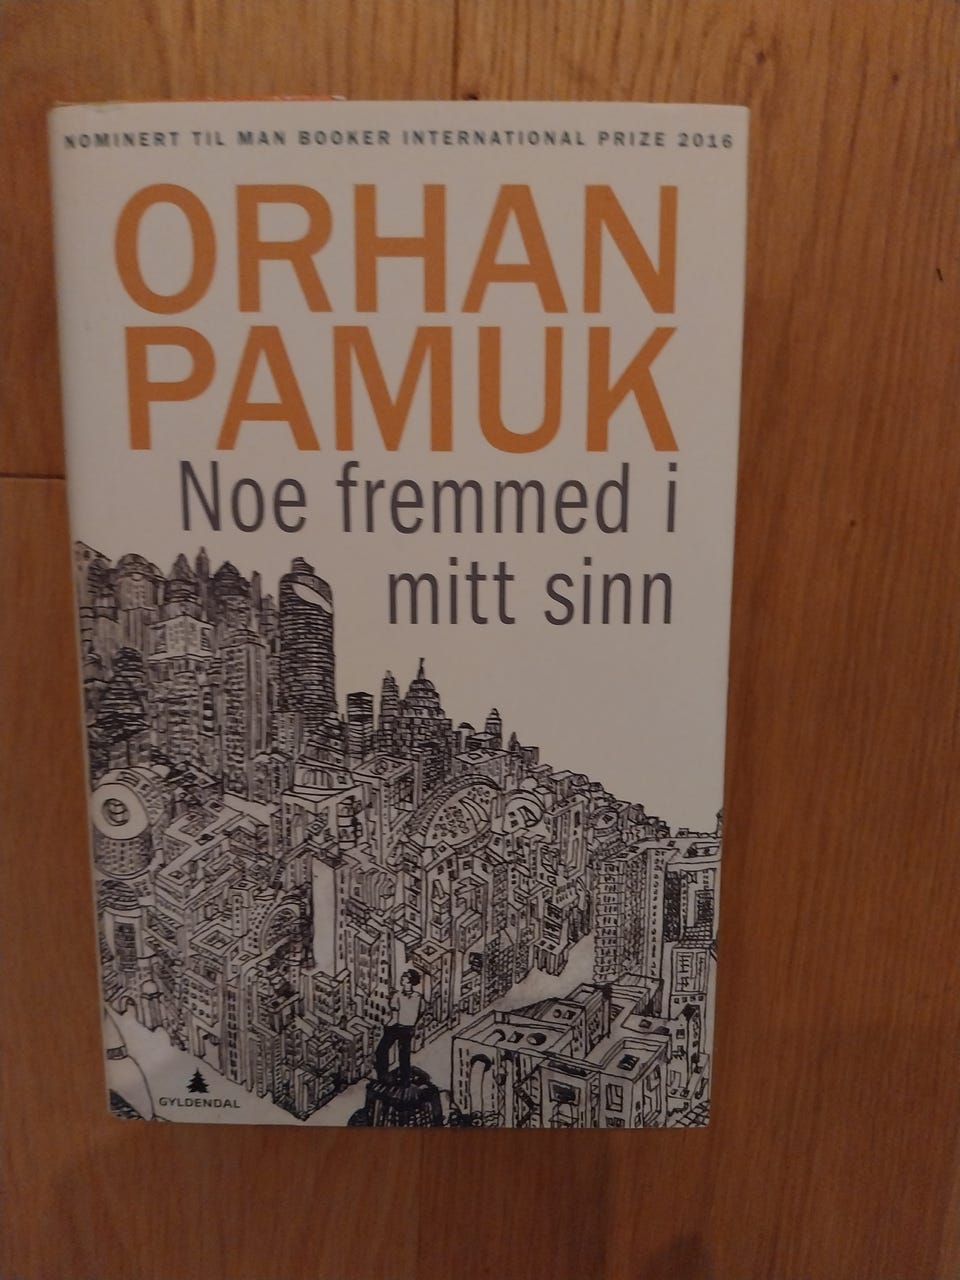 NOMINERT TIL MAN BOOKER INTERNATIONAL PRIZE 2016
ORHAN
PAMUK
Noe fremmed i
mitt sinn
GYLDENDAL